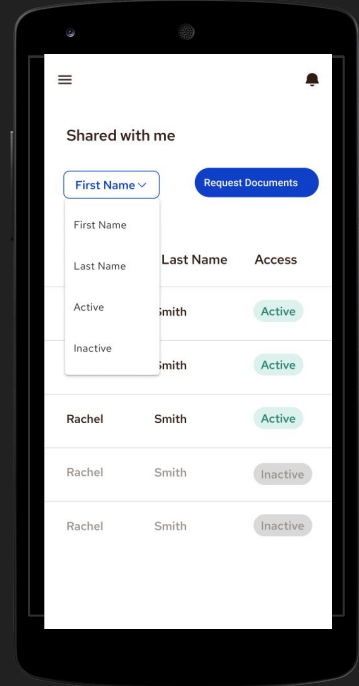 Shared with me
First Name
Request Documents
First Name
Last Name
Active
Inactive
Last Name Access
Smith Active
Smith Active
Rachel Smith Active
Rachel Smith Inactive
Rachel Smith Inactive